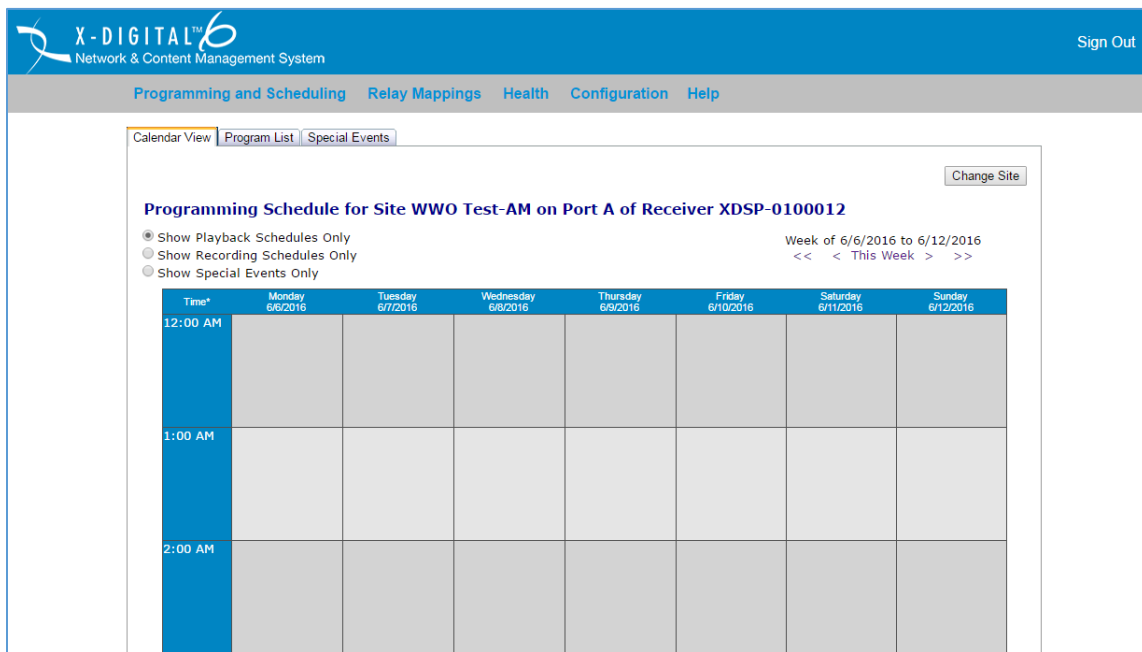 X-DIGITAL™6
Network & Content Management System
Sign Out
Programming and Scheduling Relay Mappings Health Configuration Help
Calendar View Program List Special Events
Change Site
Programming Schedule for Site WWO Test-AM on Port A of Receiver XDSP-0100012
Show Playback Schedules Only
Show Recording Schedules Only
Show Special Events Only
Week of 6/6/2016 to 6/12/2016
<< < This Week > >>
Time* Monday Tuesday Wednesday Thursday Friday Saturday Sunday
6/6/2016 6/7/2016 6/8/2016 6/9/2016 6/10/2016 6/11/2016 6/12/2016
12:00 AM
1:00 AM
2:00 AM